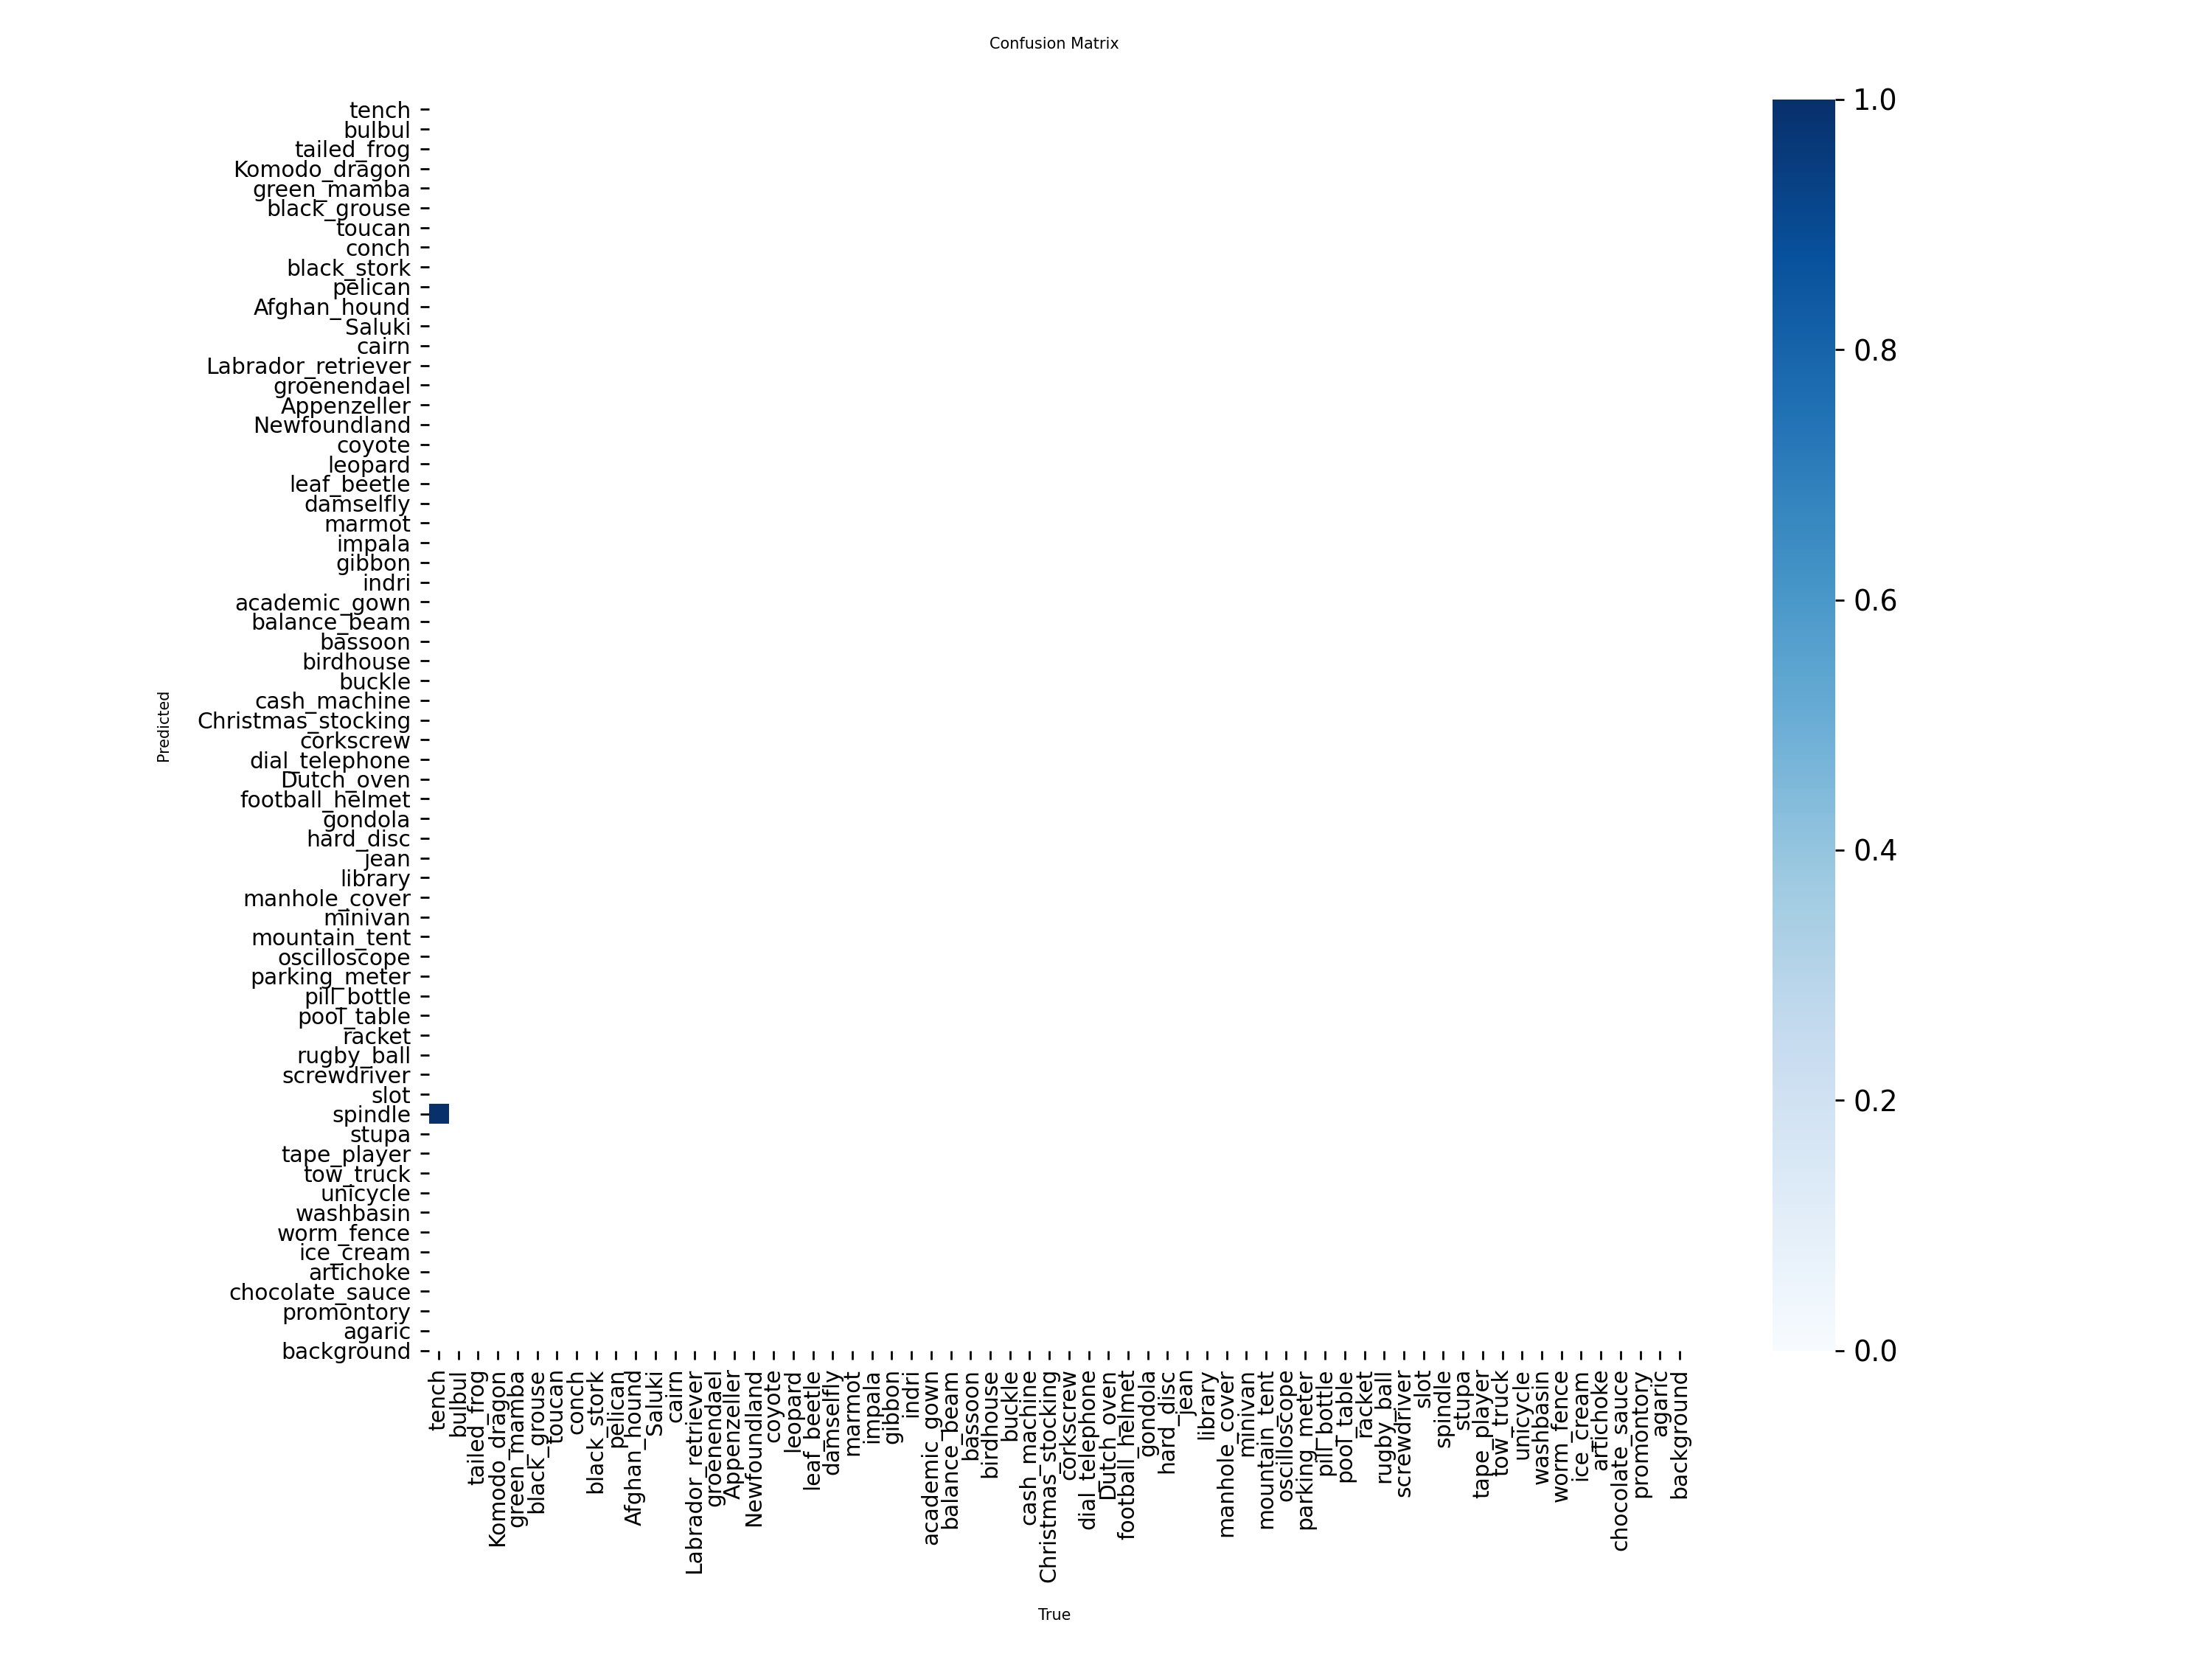 Confusion Matrix
tench
bulbul
tailed_frog
Komodo_dragon
green_mamba
black_grouse
toucan
conch
black_stork
pelican
Afghan_hound
Saluki
cairn
Labrador_retriever
groenendael
Appenzeller
Newfoundland
coyote
leopard
leaf_beetle
damselfly
marmot
impala
gibbon
indri
academic_gown
balance_beam
bassoon
birdhouse
buckle
cash_machine
Christmas_stocking
corkscrew
dial_telephone
Dutch_oven
football_helmet
gondola
hard_disc
jean
library
manhole_cover
minivan
mountain_tent
oscilloscope
parking_meter
pill_bottle
pool_table
racket
rugby_ball
screwdriver
slot
spindle
stupa
tape_player
tow_truck
unicycle
washbasin
worm_fence
ice_cream
artichoke
chocolate_sauce
promontory
agaric
background
Predicted
tench
bulbul
tailed_frog
Komodo_dragon
green_mamba
black_grouse
toucan
conch
black_stork
pelican
Afghan_hound
Saluki
cairn
Labrador_retriever
groenendael
Appenzeller
Newfoundland
coyote
leopard
leaf_beetle
damselfly
marmot
impala
gibbon
indri
academic_gown
balance_beam
bassoon
birdhouse
buckle
cash_machine
Christmas_stocking
corkscrew
dial_telephone
Dutch_oven
football_helmet
gondola
hard_disc
jean
library
manhole_cover
minivan
mountain_tent
oscilloscope
parking_meter
pill_bottle
pool_table
racket
rugby_ball
screwdriver
slot
spindle
stupa
tape_player
tow_truck
unicycle
washbasin
worm_fence
ice_cream
artichoke
chocolate_sauce
promontory
agaric
background
True
1.0
0.8
0.6
0.4
0.2
0.0